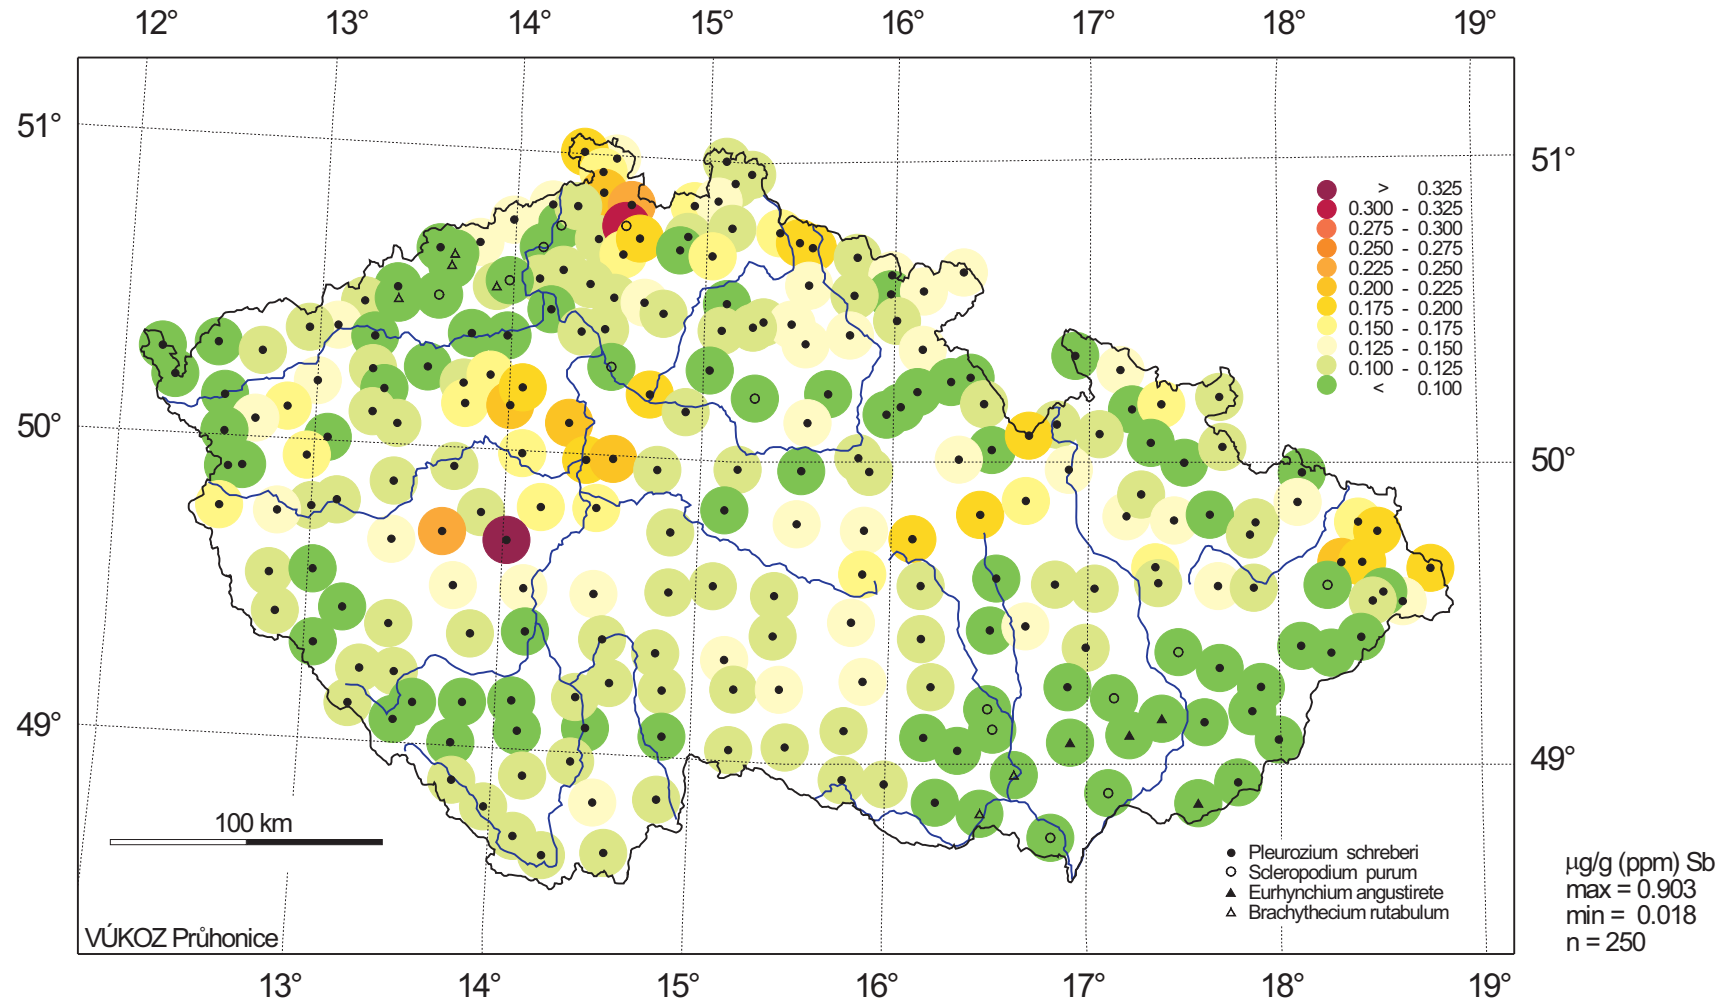 12° 13° 14° 15° 16° 17° 18° 19°
51° 51°
> 0.325
0.300 - 0.325
0.275 - 0.300
0.250 - 0.275
0.225 - 0.250
0.200 - 0.225
0.175 - 0.200
0.150 - 0.175
0.125 - 0.150
0.100 - 0.125
< 0.100
50° 50°
49° 49°
100 km
Pleurozium schreberi
Scleropodium purum
Eurhynchium angustirete
Brachythecium rutabulum
µg/g (ppm) Sb
max = 0.903
min = 0.018
n = 250
VÚKOZ Průhonice
13° 14° 15° 16° 17° 18° 19°